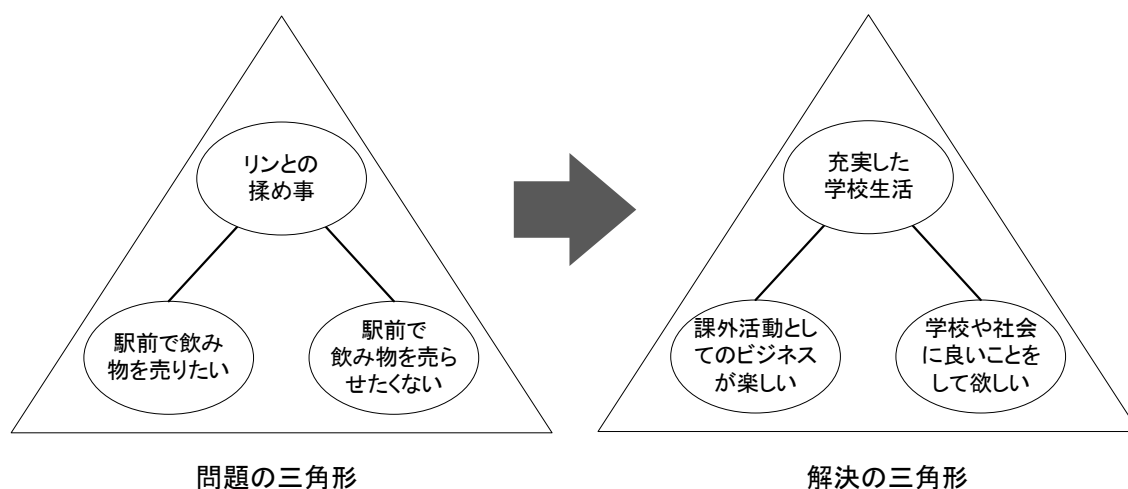 リンとの
揉め事
駅前で飲み
物を売りたい
駅前で
飲み物を売ら
せたくない
問題の三角形
充実した
学校生活
課外活動とし
てのビジネス
が楽しい
学校や社会
に良いことを
して欲しい
解決の三角形